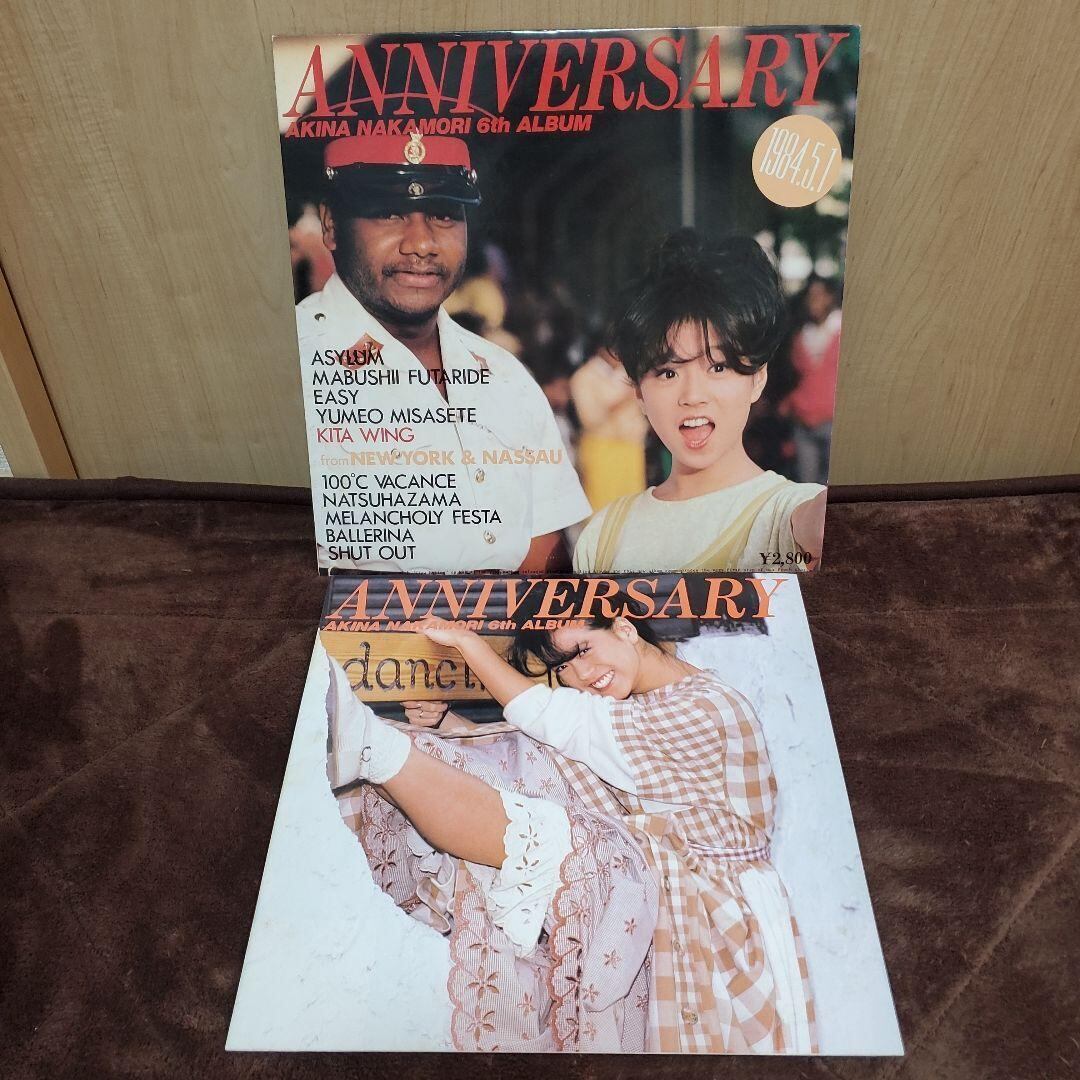 ANNIVERSARY
AKINA NAKAMORI 6th ALBUM
1984.5.1
ASYLUM
MABUSHII FUTARIDE
EASY
YUMEO MISASETE
KITA WING
from NEW YORK & NASSAU
100℃ VACANCE
NATSUHAZAMA
MELANCHOLY FESTA
BALLERINA
SHUT OUT
¥2,800
ANNIVERSARY
AKINA NAKAMORI 6th ALBUM